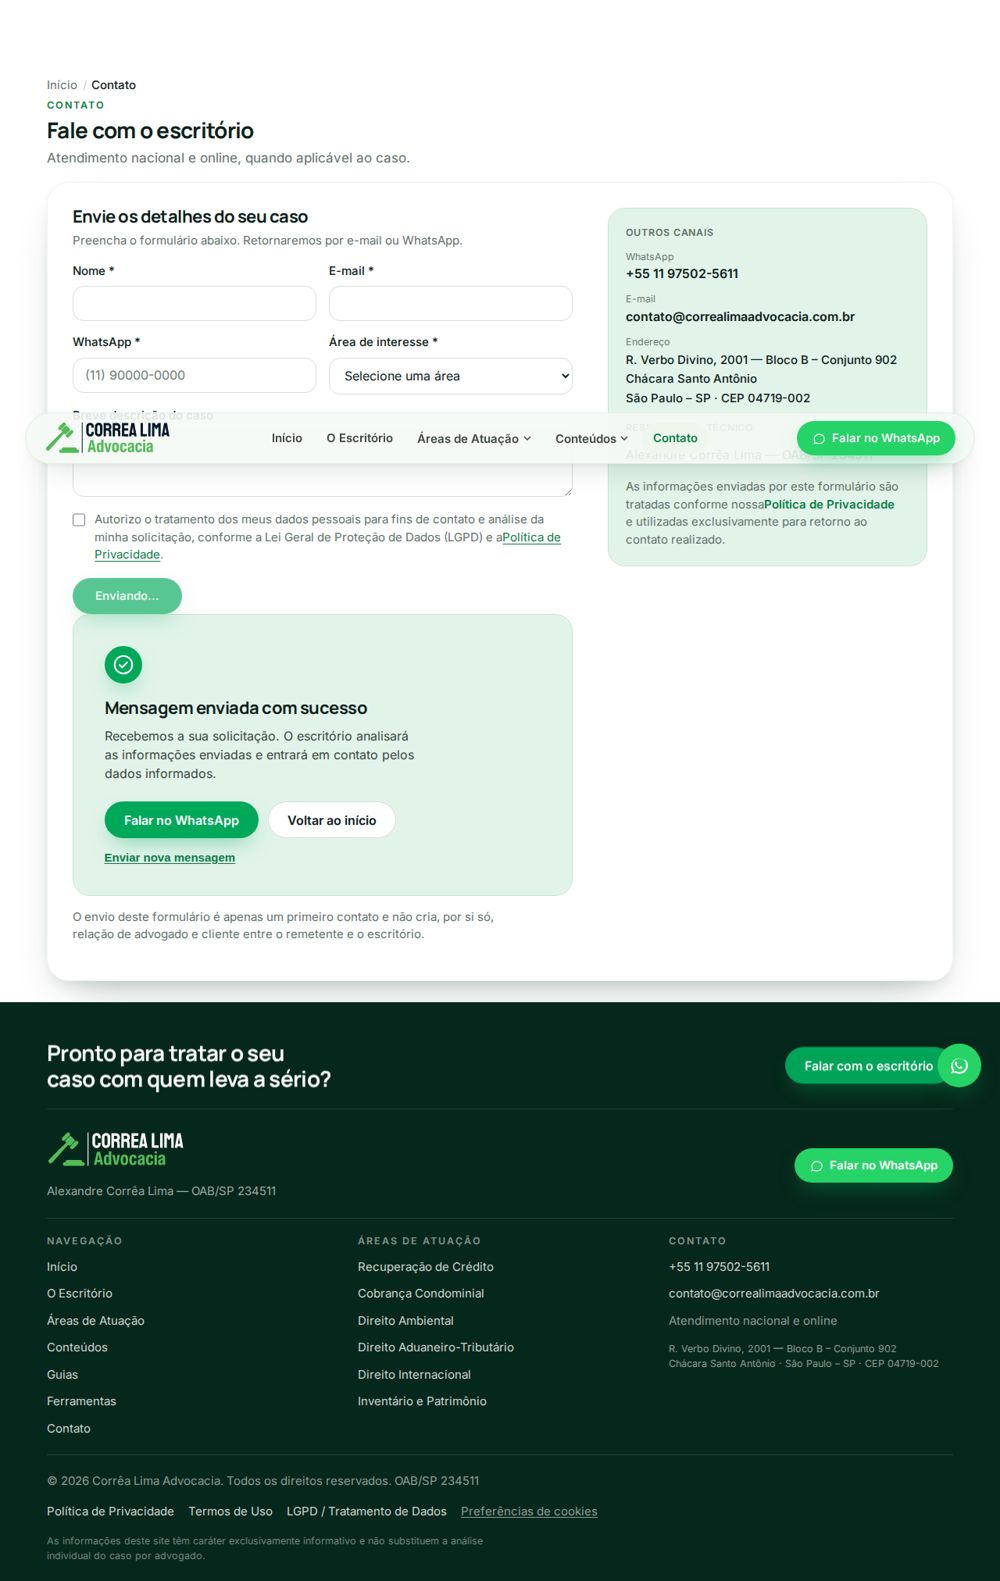 Início / Contato
CONTATO
Fale com o escritório
Atendimento nacional e online, quando aplicável ao caso.
Envie os detalhes do seu caso
Preencha o formulário abaixo. Retornaremos por e-mail ou WhatsApp.
Nome *
E-mail *
WhatsApp *
Área de interesse *
(11) 90000-0000
Selecione uma área
Breve descrição do caso
OUTROS CANAIS
WhatsApp
+55 11 97502-5611
E-mail
contato@correalimaadvocacia.com.br
Endereço
R. Verbo Divino, 2001 — Bloco B – Conjunto 902
Chácara Santo Antônio
São Paulo – SP · CEP 04719-002
CORREA LIMA
Advocacia
Início
O Escritório
Áreas de Atuação
Conteúdos
Contato
Falar no WhatsApp
TÉCNICO
Alexandre Corrêa Lima — OAB/SP 234511
As informações enviadas por este formulário são
tratadas conforme nossaPolítica de Privacidade
e utilizadas exclusivamente para retorno ao
contato realizado.
Autorizo o tratamento dos meus dados pessoais para fins de contato e análise da
minha solicitação, conforme a Lei Geral de Proteção de Dados (LGPD) e aPolítica de
Privacidade.
Enviando...
Mensagem enviada com sucesso
Recebemos a sua solicitação. O escritório analisará
as informações enviadas e entrará em contato pelos
dados informados.
Falar no WhatsApp
Voltar ao início
Enviar nova mensagem
O envio deste formulário é apenas um primeiro contato e não cria, por si só,
relação de advogado e cliente entre o remetente e o escritório.
Pronto para tratar o seu
caso com quem leva a sério?
Falar com o escritório
CORREA LIMA
Advocacia
Alexandre Corrêa Lima — OAB/SP 234511
Falar no WhatsApp
NAVEGAÇÃO
Início
O Escritório
Áreas de Atuação
Conteúdos
Guias
Ferramentas
Contato
ÁREAS DE ATUAÇÃO
Recuperação de Crédito
Cobrança Condominial
Direito Ambiental
Direito Aduaneiro-Tributário
Direito Internacional
Inventário e Patrimônio
CONTATO
+55 11 97502-5611
contato@correalimaadvocacia.com.br
Atendimento nacional e online
R. Verbo Divino, 2001 — Bloco B – Conjunto 902
Chácara Santo Antônio · São Paulo – SP · CEP 04719-002
© 2026 Corrêa Lima Advocacia. Todos os direitos reservados. OAB/SP 234511
Política de Privacidade
Termos de Uso
LGPD / Tratamento de Dados
Preferências de cookies
As informações deste site têm caráter exclusivamente informativo e não substituem a análise
individual do caso por advogado.